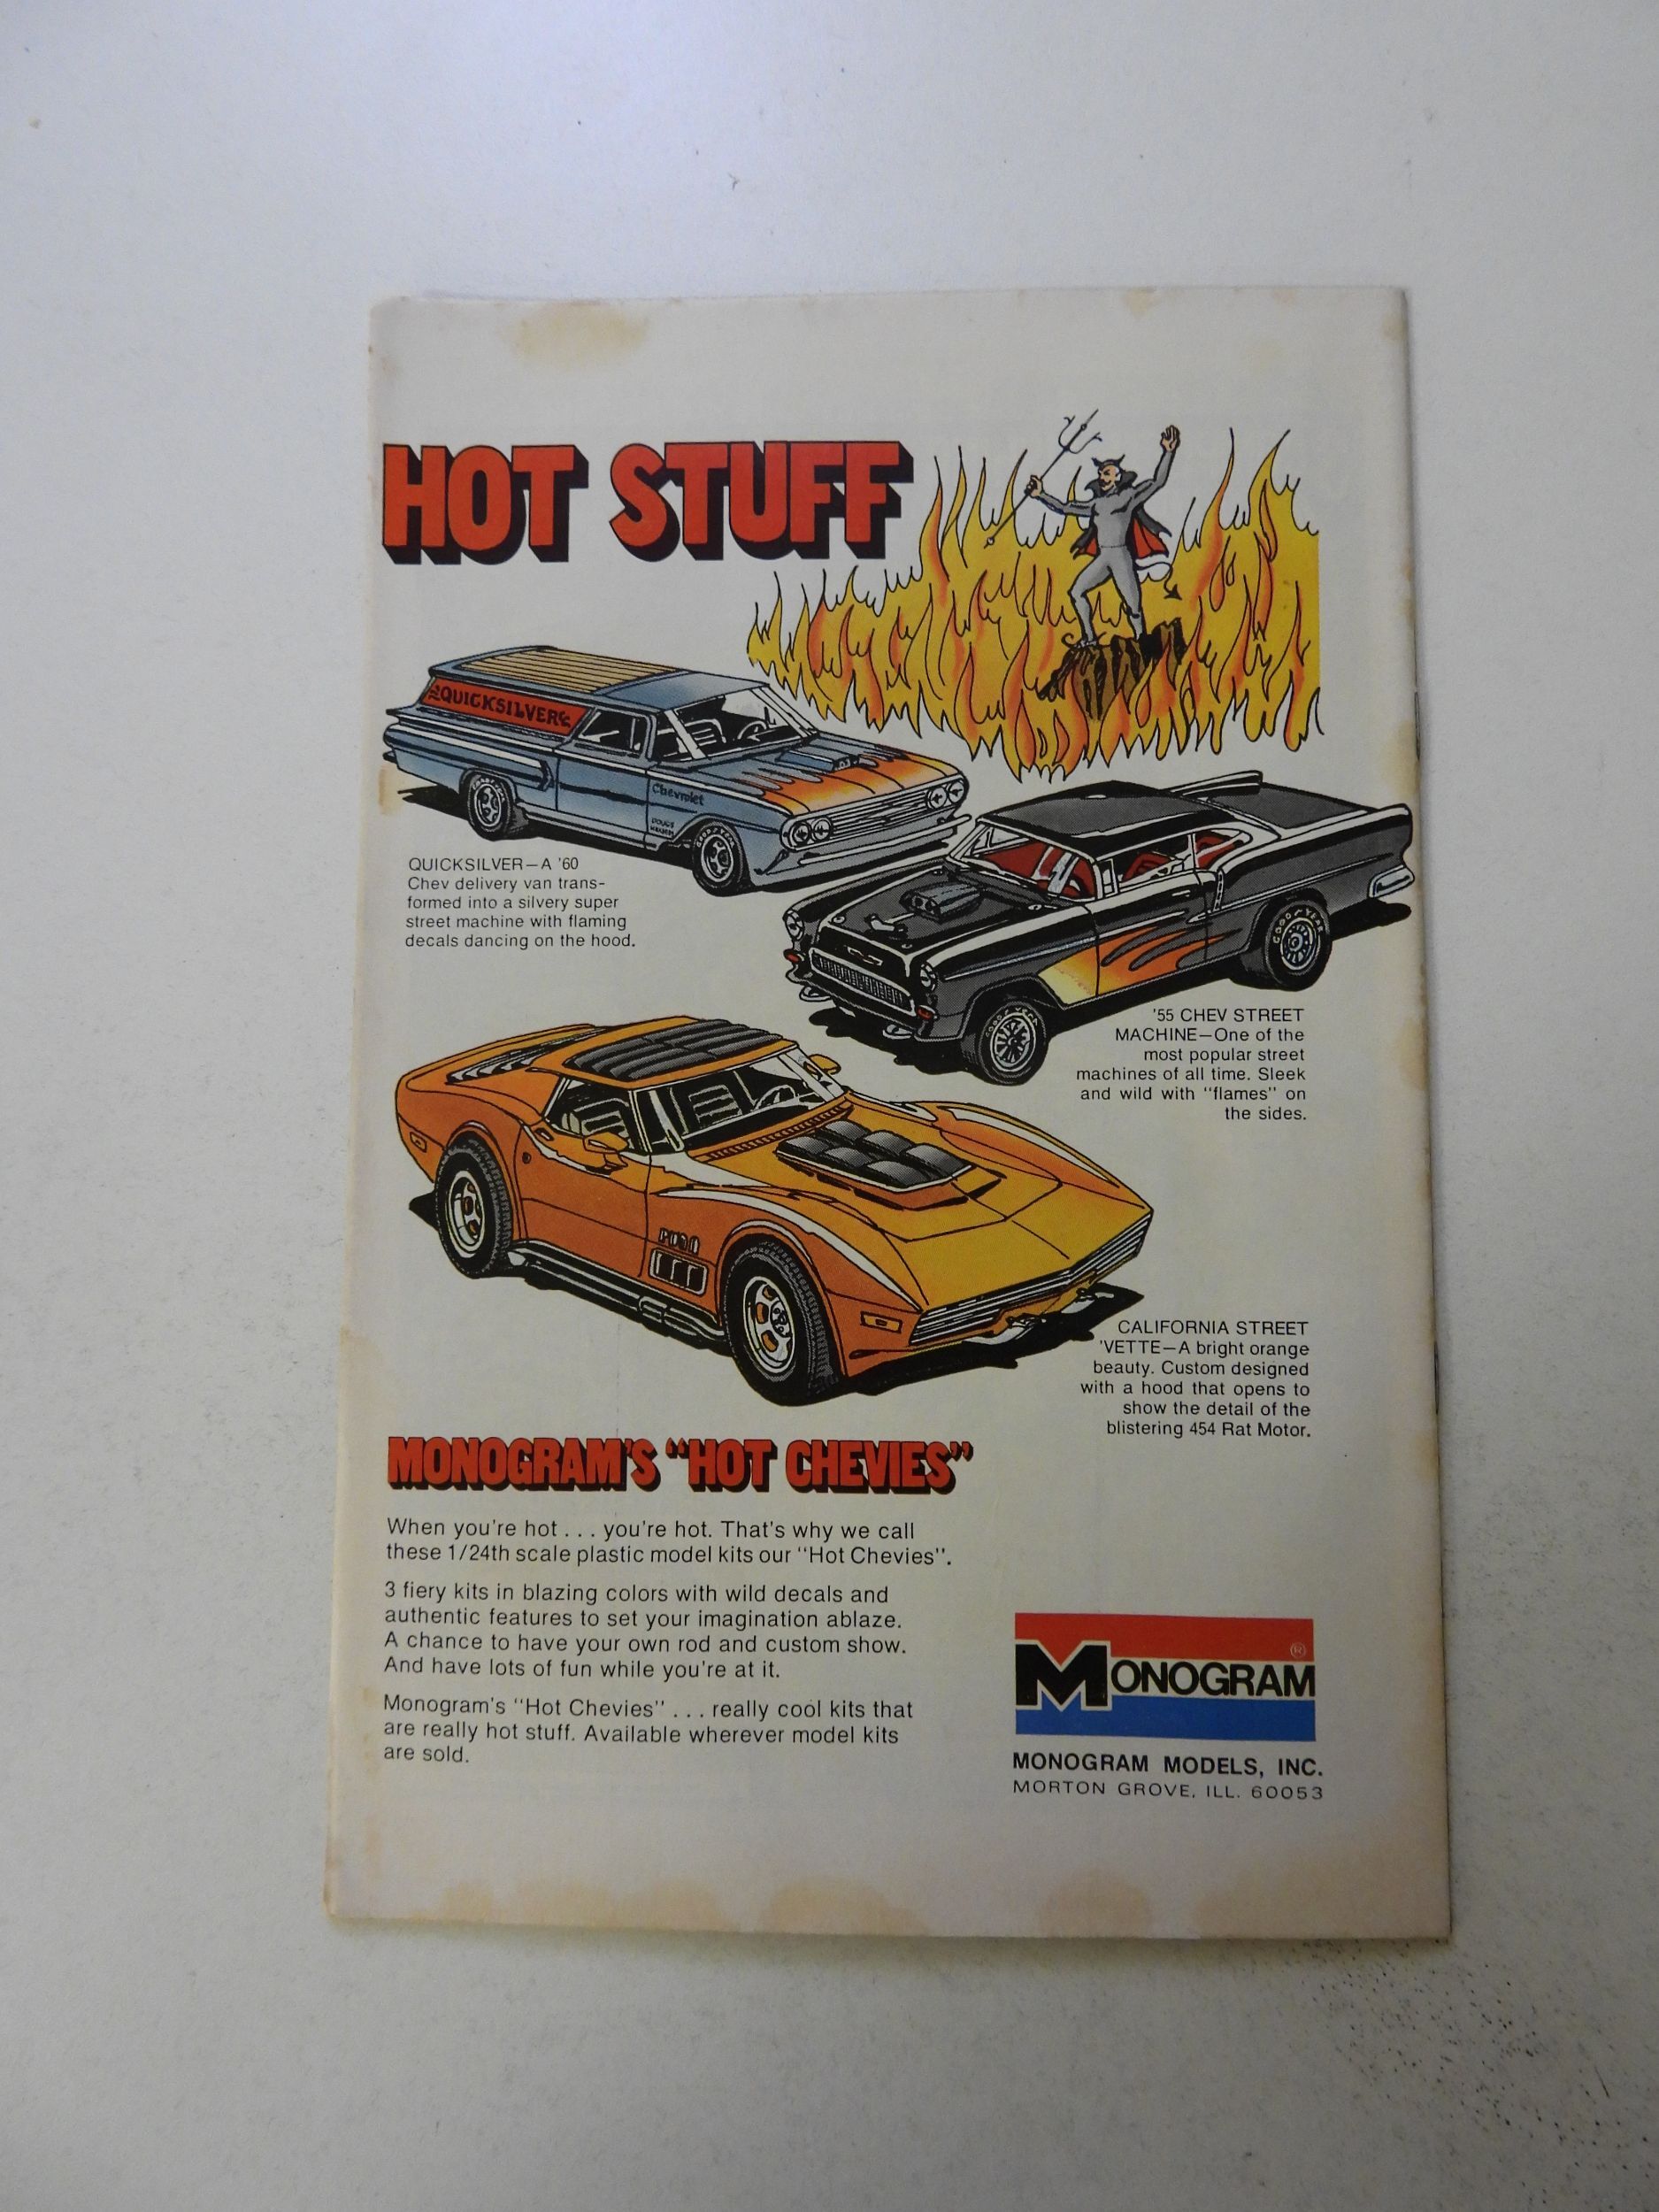 HOT STUFF
QUICKSILVER
Chevrolet
QUICKSILVER—A '60
Chev delivery van trans-
formed into a silvery super
street machine with flaming
decals dancing on the hood.
GOOD YEAR
GOOD YEAR
'55 CHEV STREET
MACHINE—One of the
most popular street
machines of all time. Sleek
and wild with "flames" on
the sides.
CALIFORNIA STREET
'VETTE—A bright orange
beauty. Custom designed
with a hood that opens to
show the detail of the
blistering 454 Rat Motor.
MONOGRAM'S "HOT CHEVIES"
When you're hot . . . you're hot. That's why we call
these 1/24th scale plastic model kits our "Hot Chevies".
3 fiery kits in blazing colors with wild decals and
authentic features to set your imagination ablaze.
A chance to have your own rod and custom show.
And have lots of fun while you're at it.
Monogram's "Hot Chevies" . . . really cool kits that
are really hot stuff. Available wherever model kits
are sold.
MONOGRAM ®
MONOGRAM MODELS, INC.
MORTON GROVE, ILL. 60053